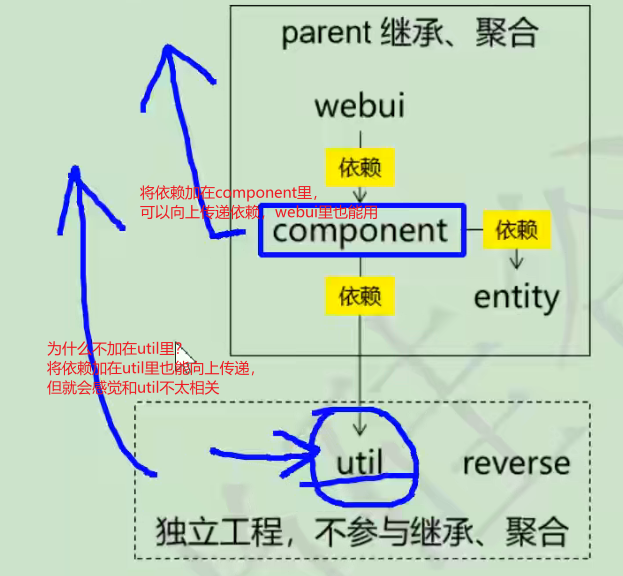 parent 继承、聚合
webui
依赖
将依赖加在component里，
可以向上传递依赖，webui里也能用
component
依赖
依赖
entity
为什么不加在util里？
将依赖加在util里也能向上传递，
但就会感觉和util不太相关
util
reverse
独立工程，不参与继承、聚合